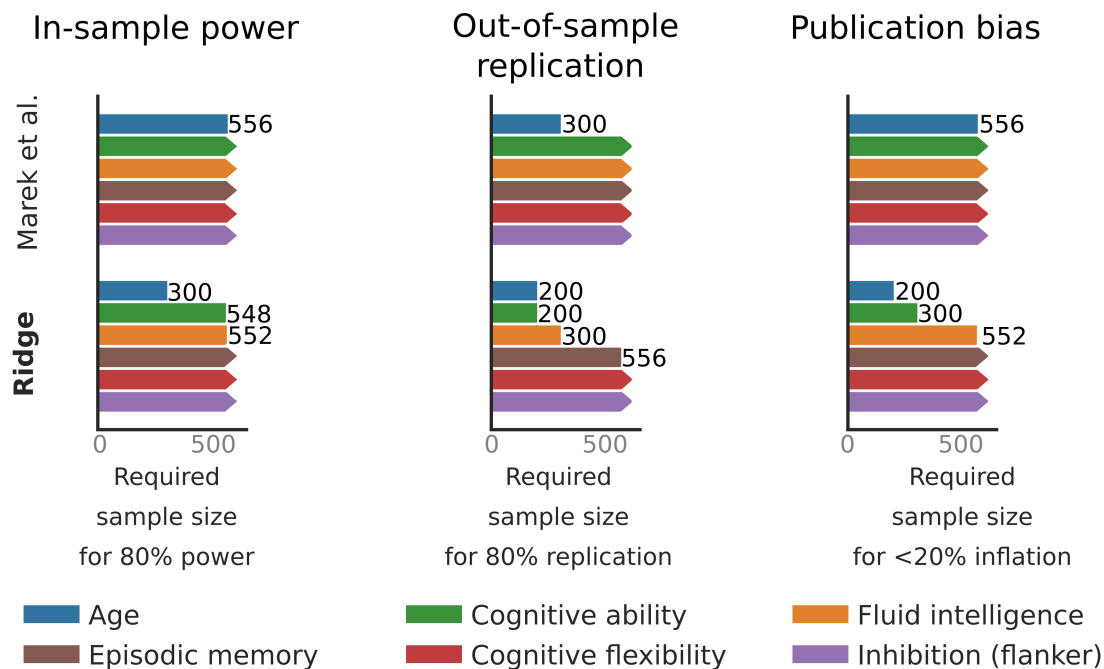 In-sample power
Out-of-sample
replication
Publication bias
Marek et al.
556
300
556
Ridge
300
548
552
200
200
300
556
200
300
552
0 500
0 500
0 500
Required
sample size
for 80% power
Required
sample size
for 80% replication
Required
sample size
for <20% inflation
Age
Cognitive ability
Fluid intelligence
Episodic memory
Cognitive flexibility
Inhibition (flanker)